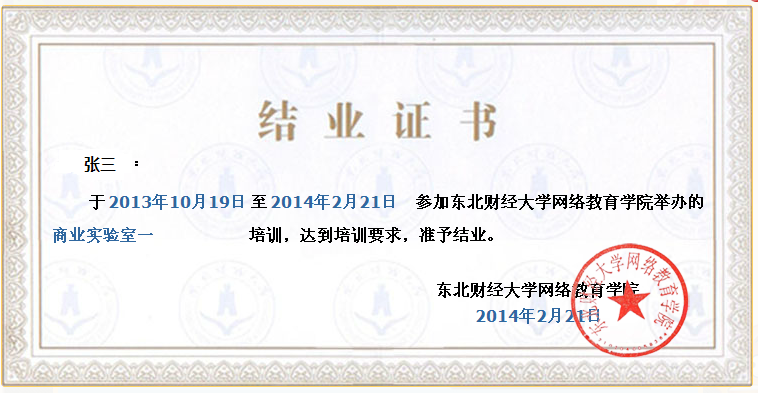 结业证书
张三 ：
于 2013年10月19日 至 2014年2月21日 参加东北财经大学网络教育学院举办的
商业实验室一 培训，达到培训要求，准予结业。
东北财经大学网络教育学院
2014年2月21日
东北财经大学网络教育学院